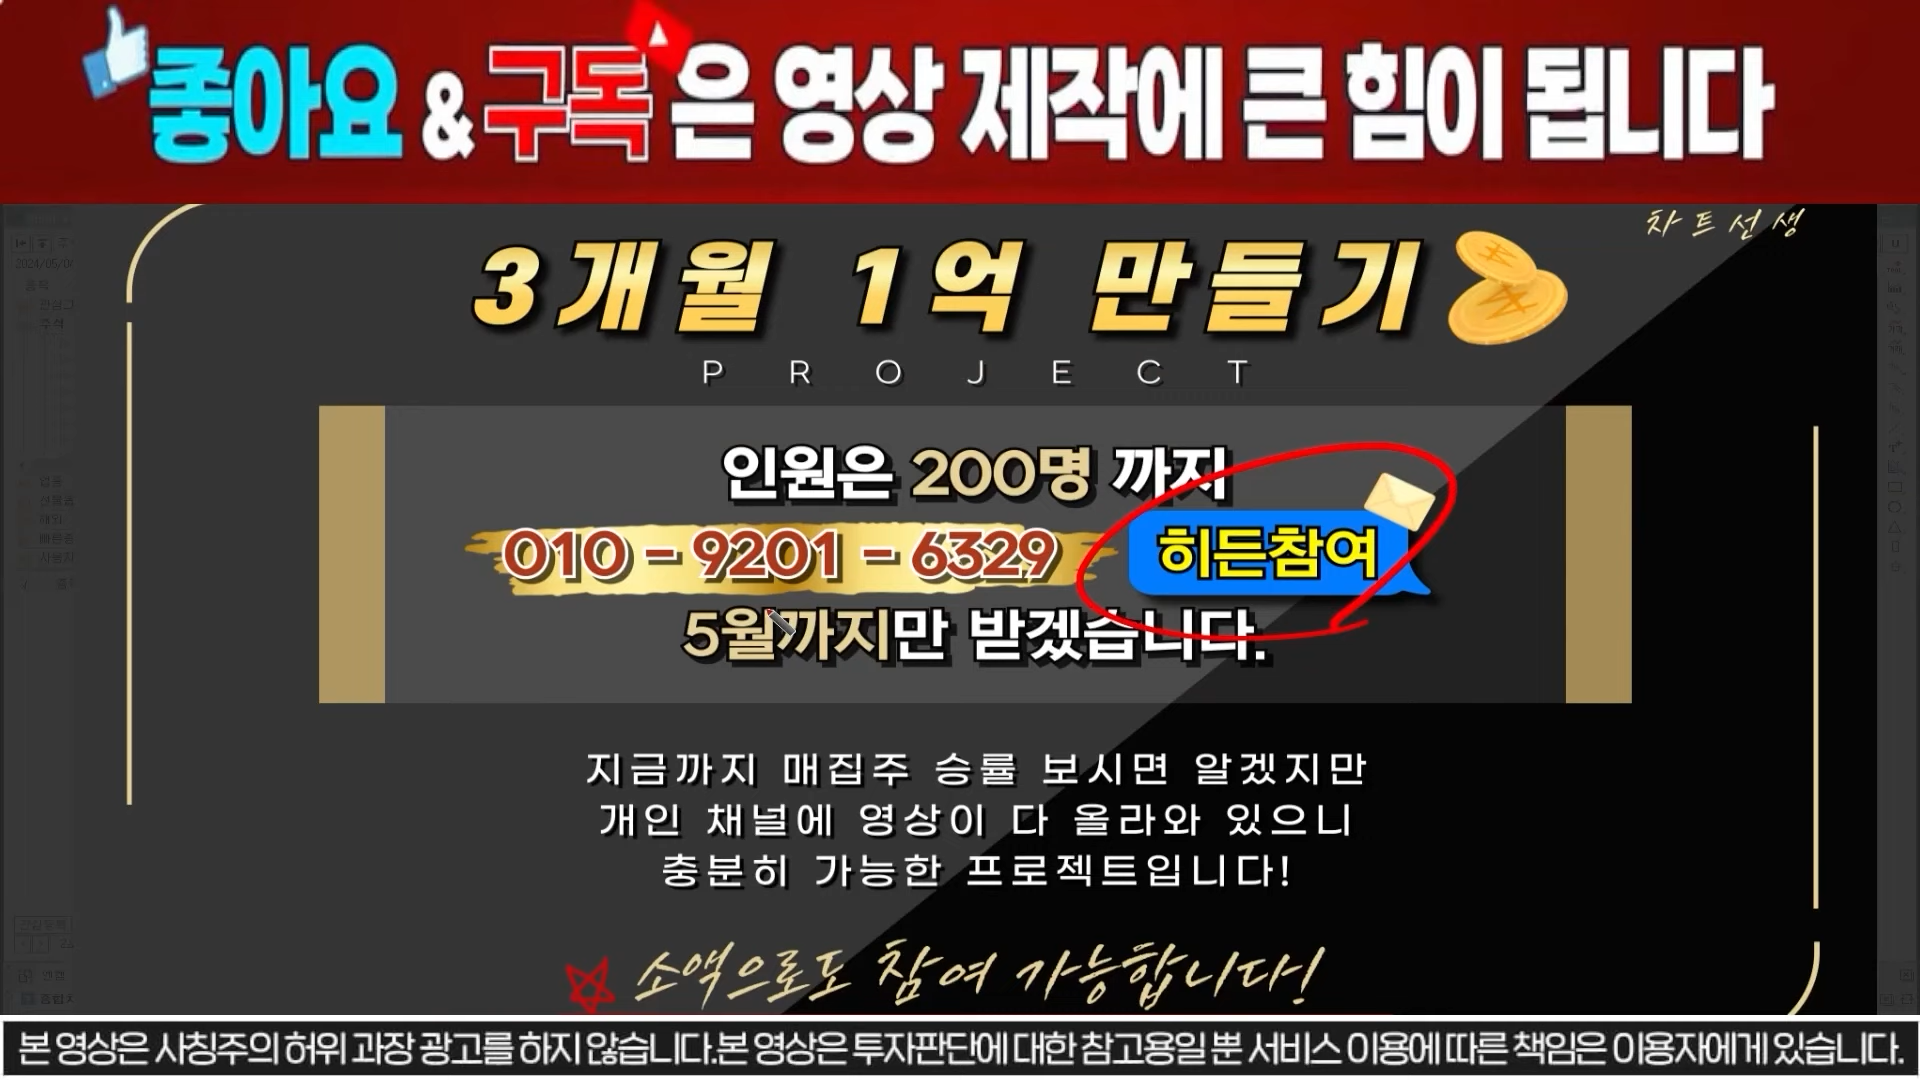 좋아요 & 구독은 영상 제작에 큰 힘이 됩니다
차트선생
3개월 1억 만들기
PROJECT
인원은 200명 까지
010 - 9201 - 6329 히든참여
5월까지만 받겠습니다.
지금까지 매집주 승률 보시면 알겠지만
개인 채널에 영상이 다 올라와 있으니
충분히 가능한 프로젝트입니다!
소액으로도 참여 가능합니다!
본 영상은 사칭주의 허위 과장 광고를 하지 않습니다.본 영상은 투자판단에 대한 참고용일 뿐 서비스 이용에 따른 책임은 이용자에게 있습니다.